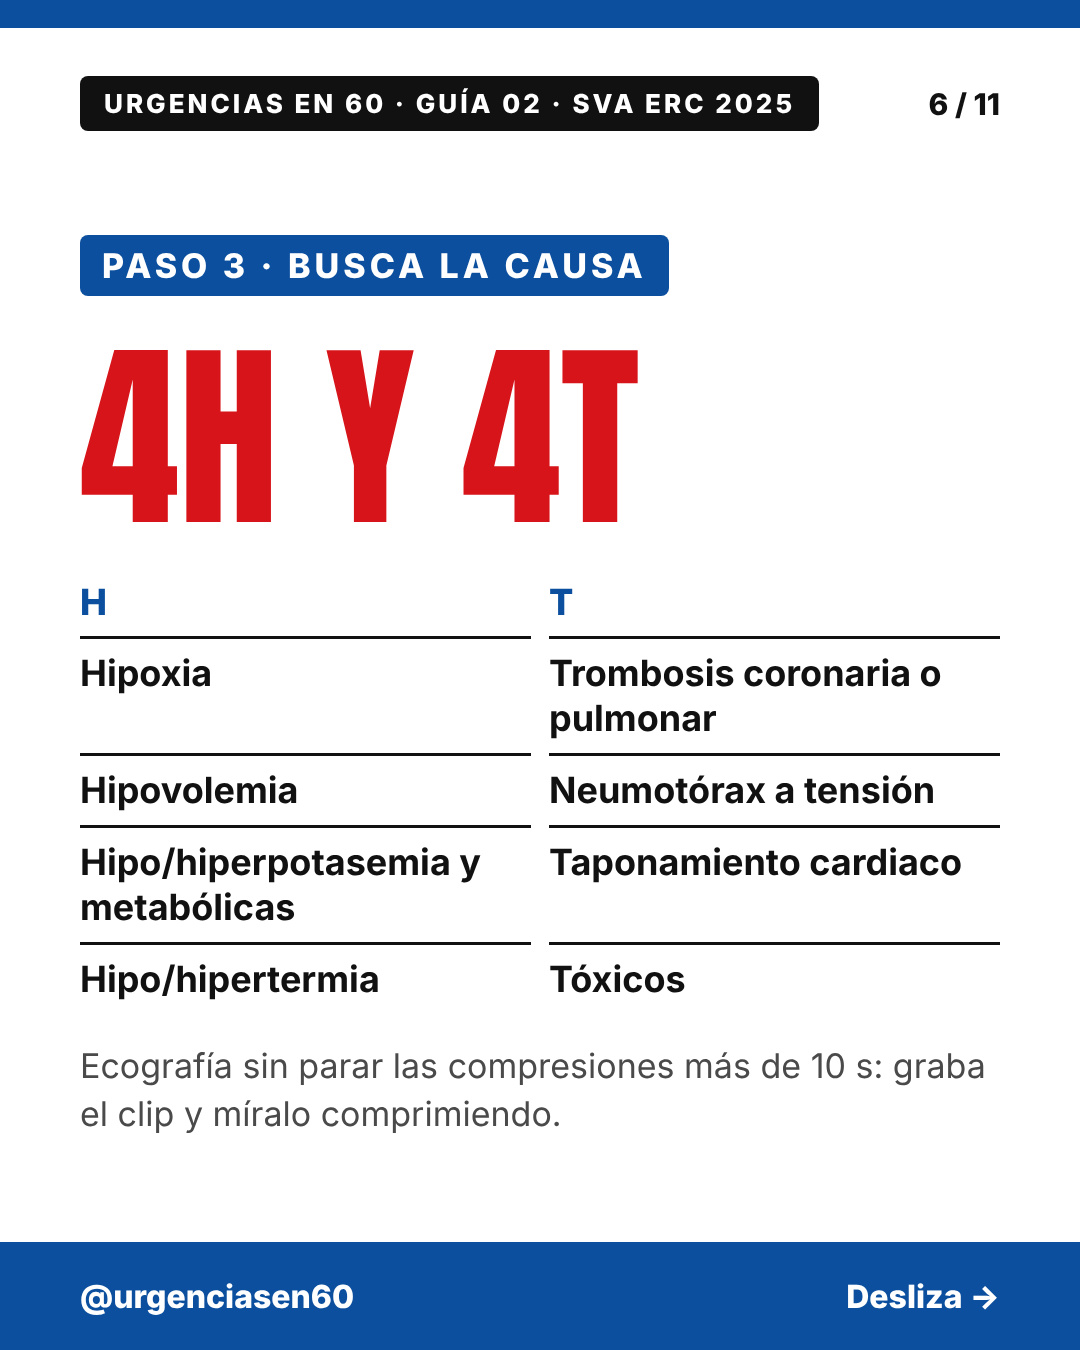 URGENCIAS EN 60 · GUÍA 02 · SVA ERC 2025
6 / 11
PASO 3 · BUSCA LA CAUSA
4H Y 4T
H
T
Hipoxia
Trombosis coronaria o
pulmonar
Hipovolemia
Neumotórax a tensión
Hipo/hiperpotasemia y
metabólicas
Taponamiento cardiaco
Hipo/hipertermia
Tóxicos
Ecografía sin parar las compresiones más de 10 s: graba
el clip y míralo comprimiendo.
@urgenciasen60
Desliza →